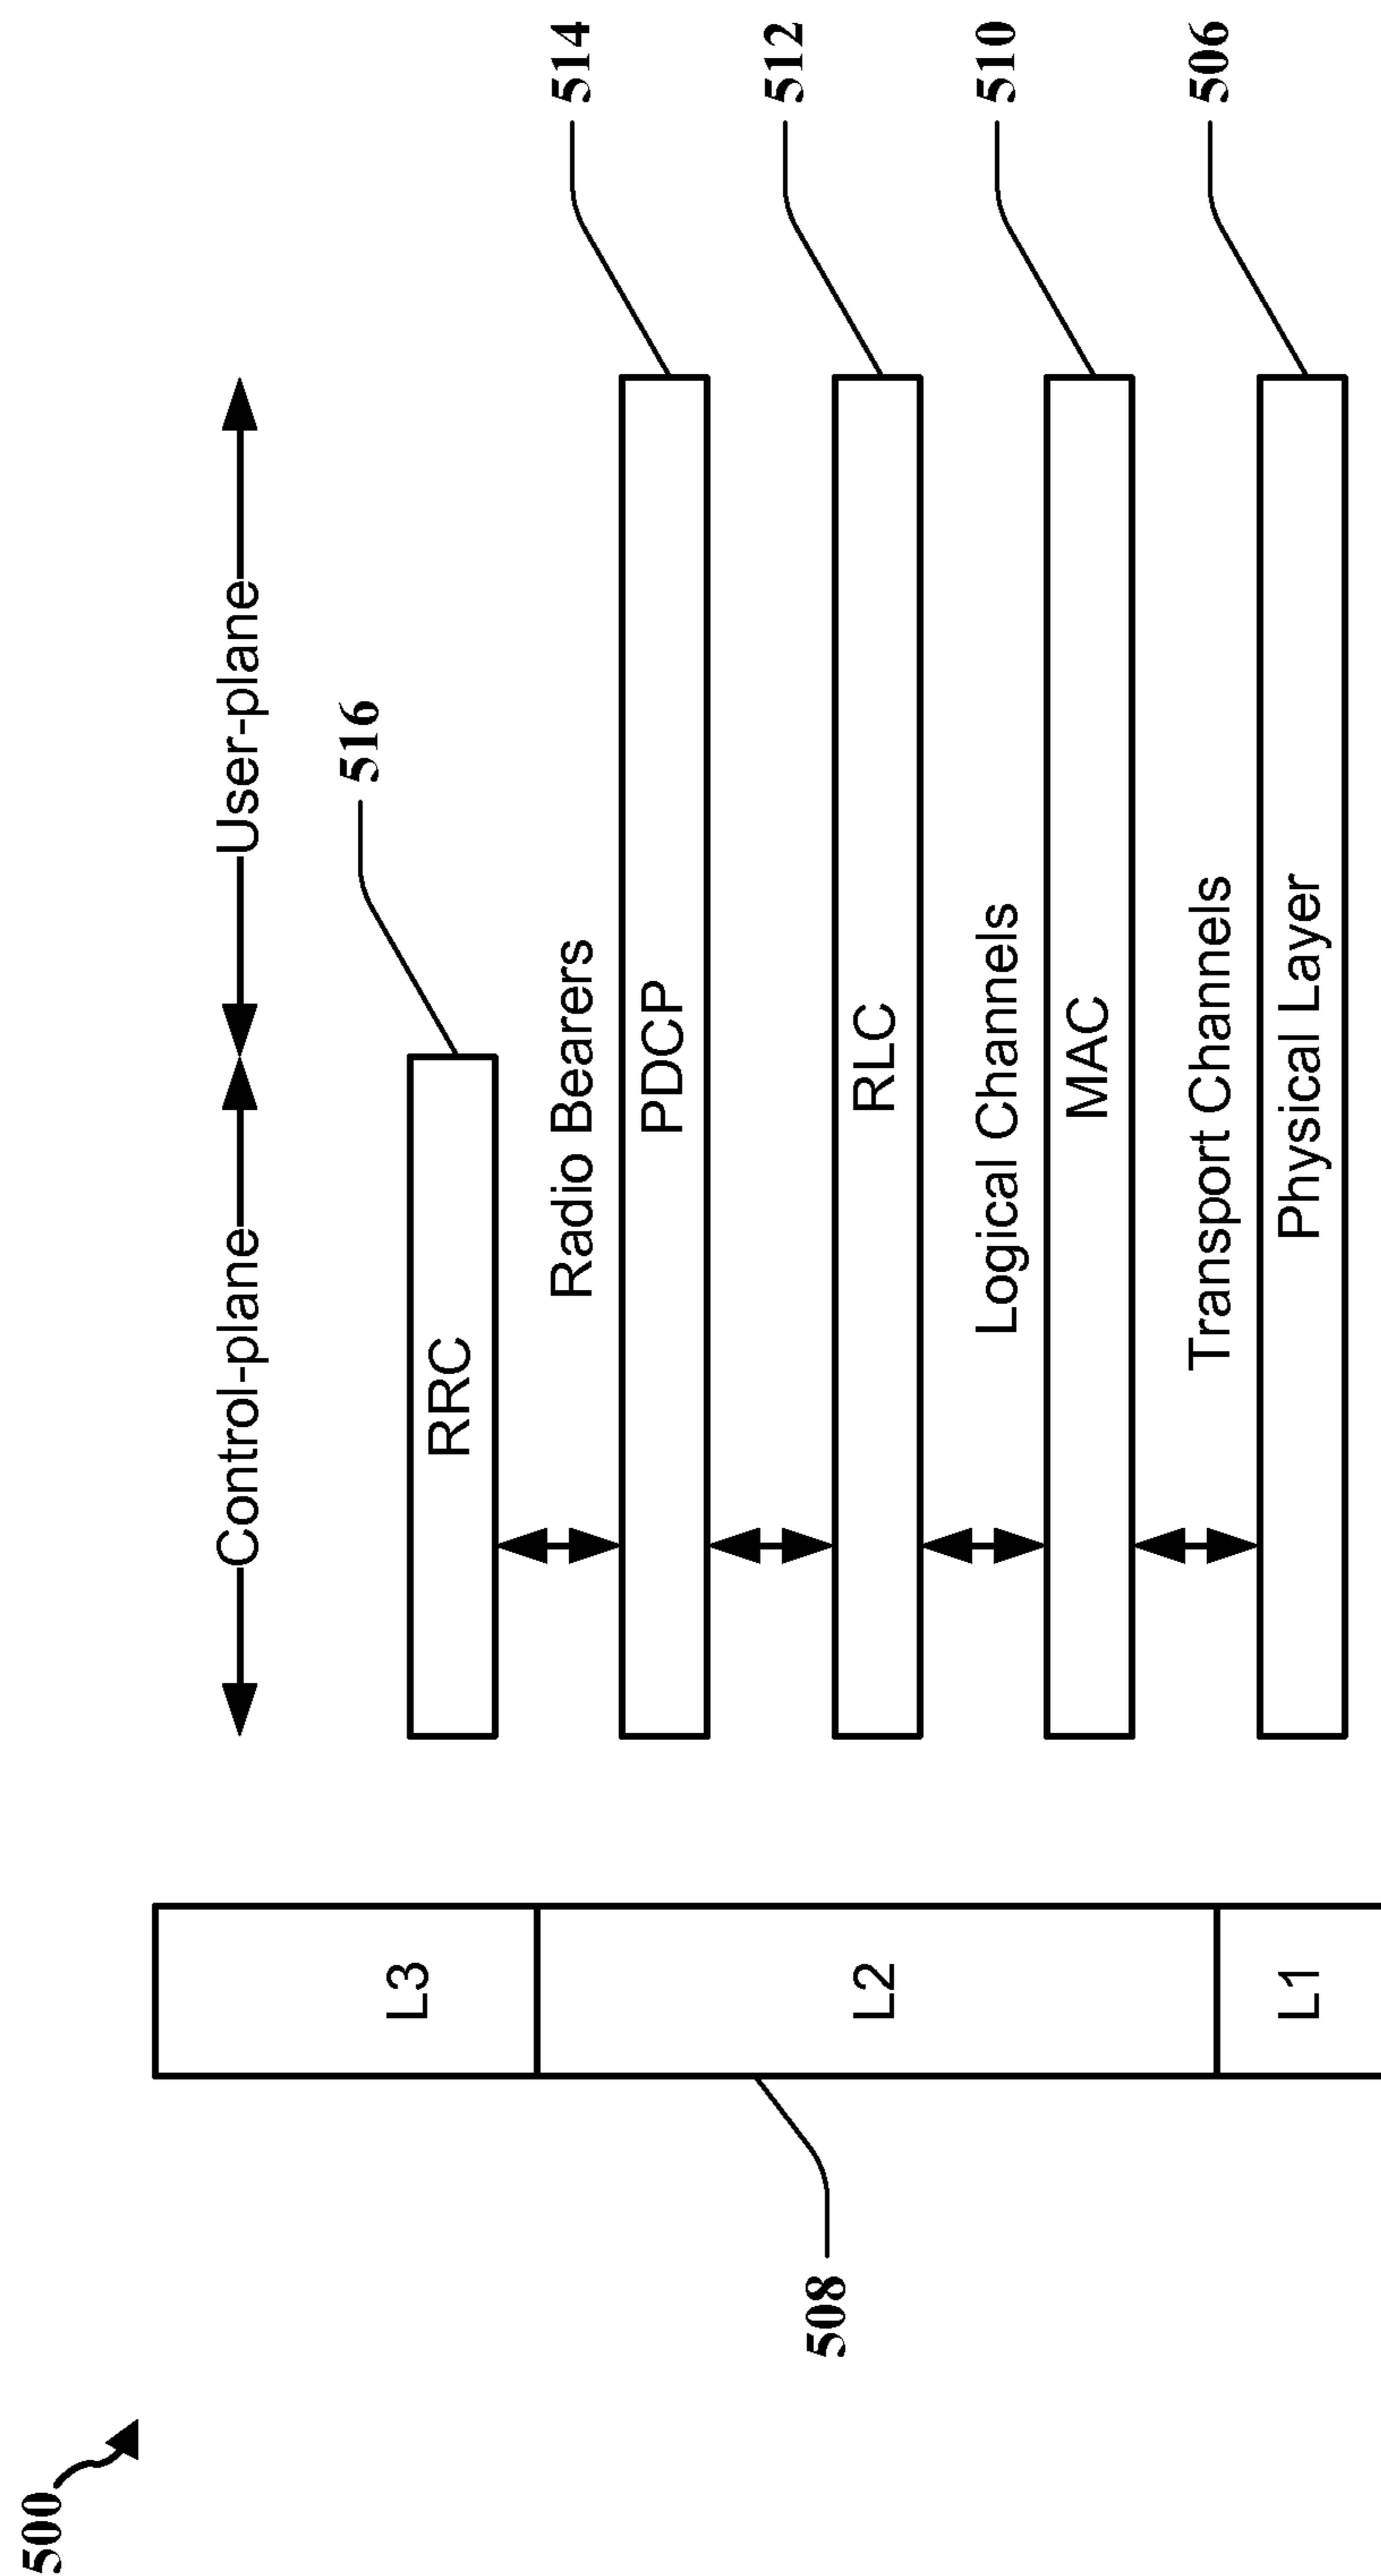 500
Control-plane User-plane
516
RRC
514
Radio Bearers
PDCP
512
RLC
510
Logical Channels
MAC
506
Transport Channels
Physical Layer
L3
L2
L1
508